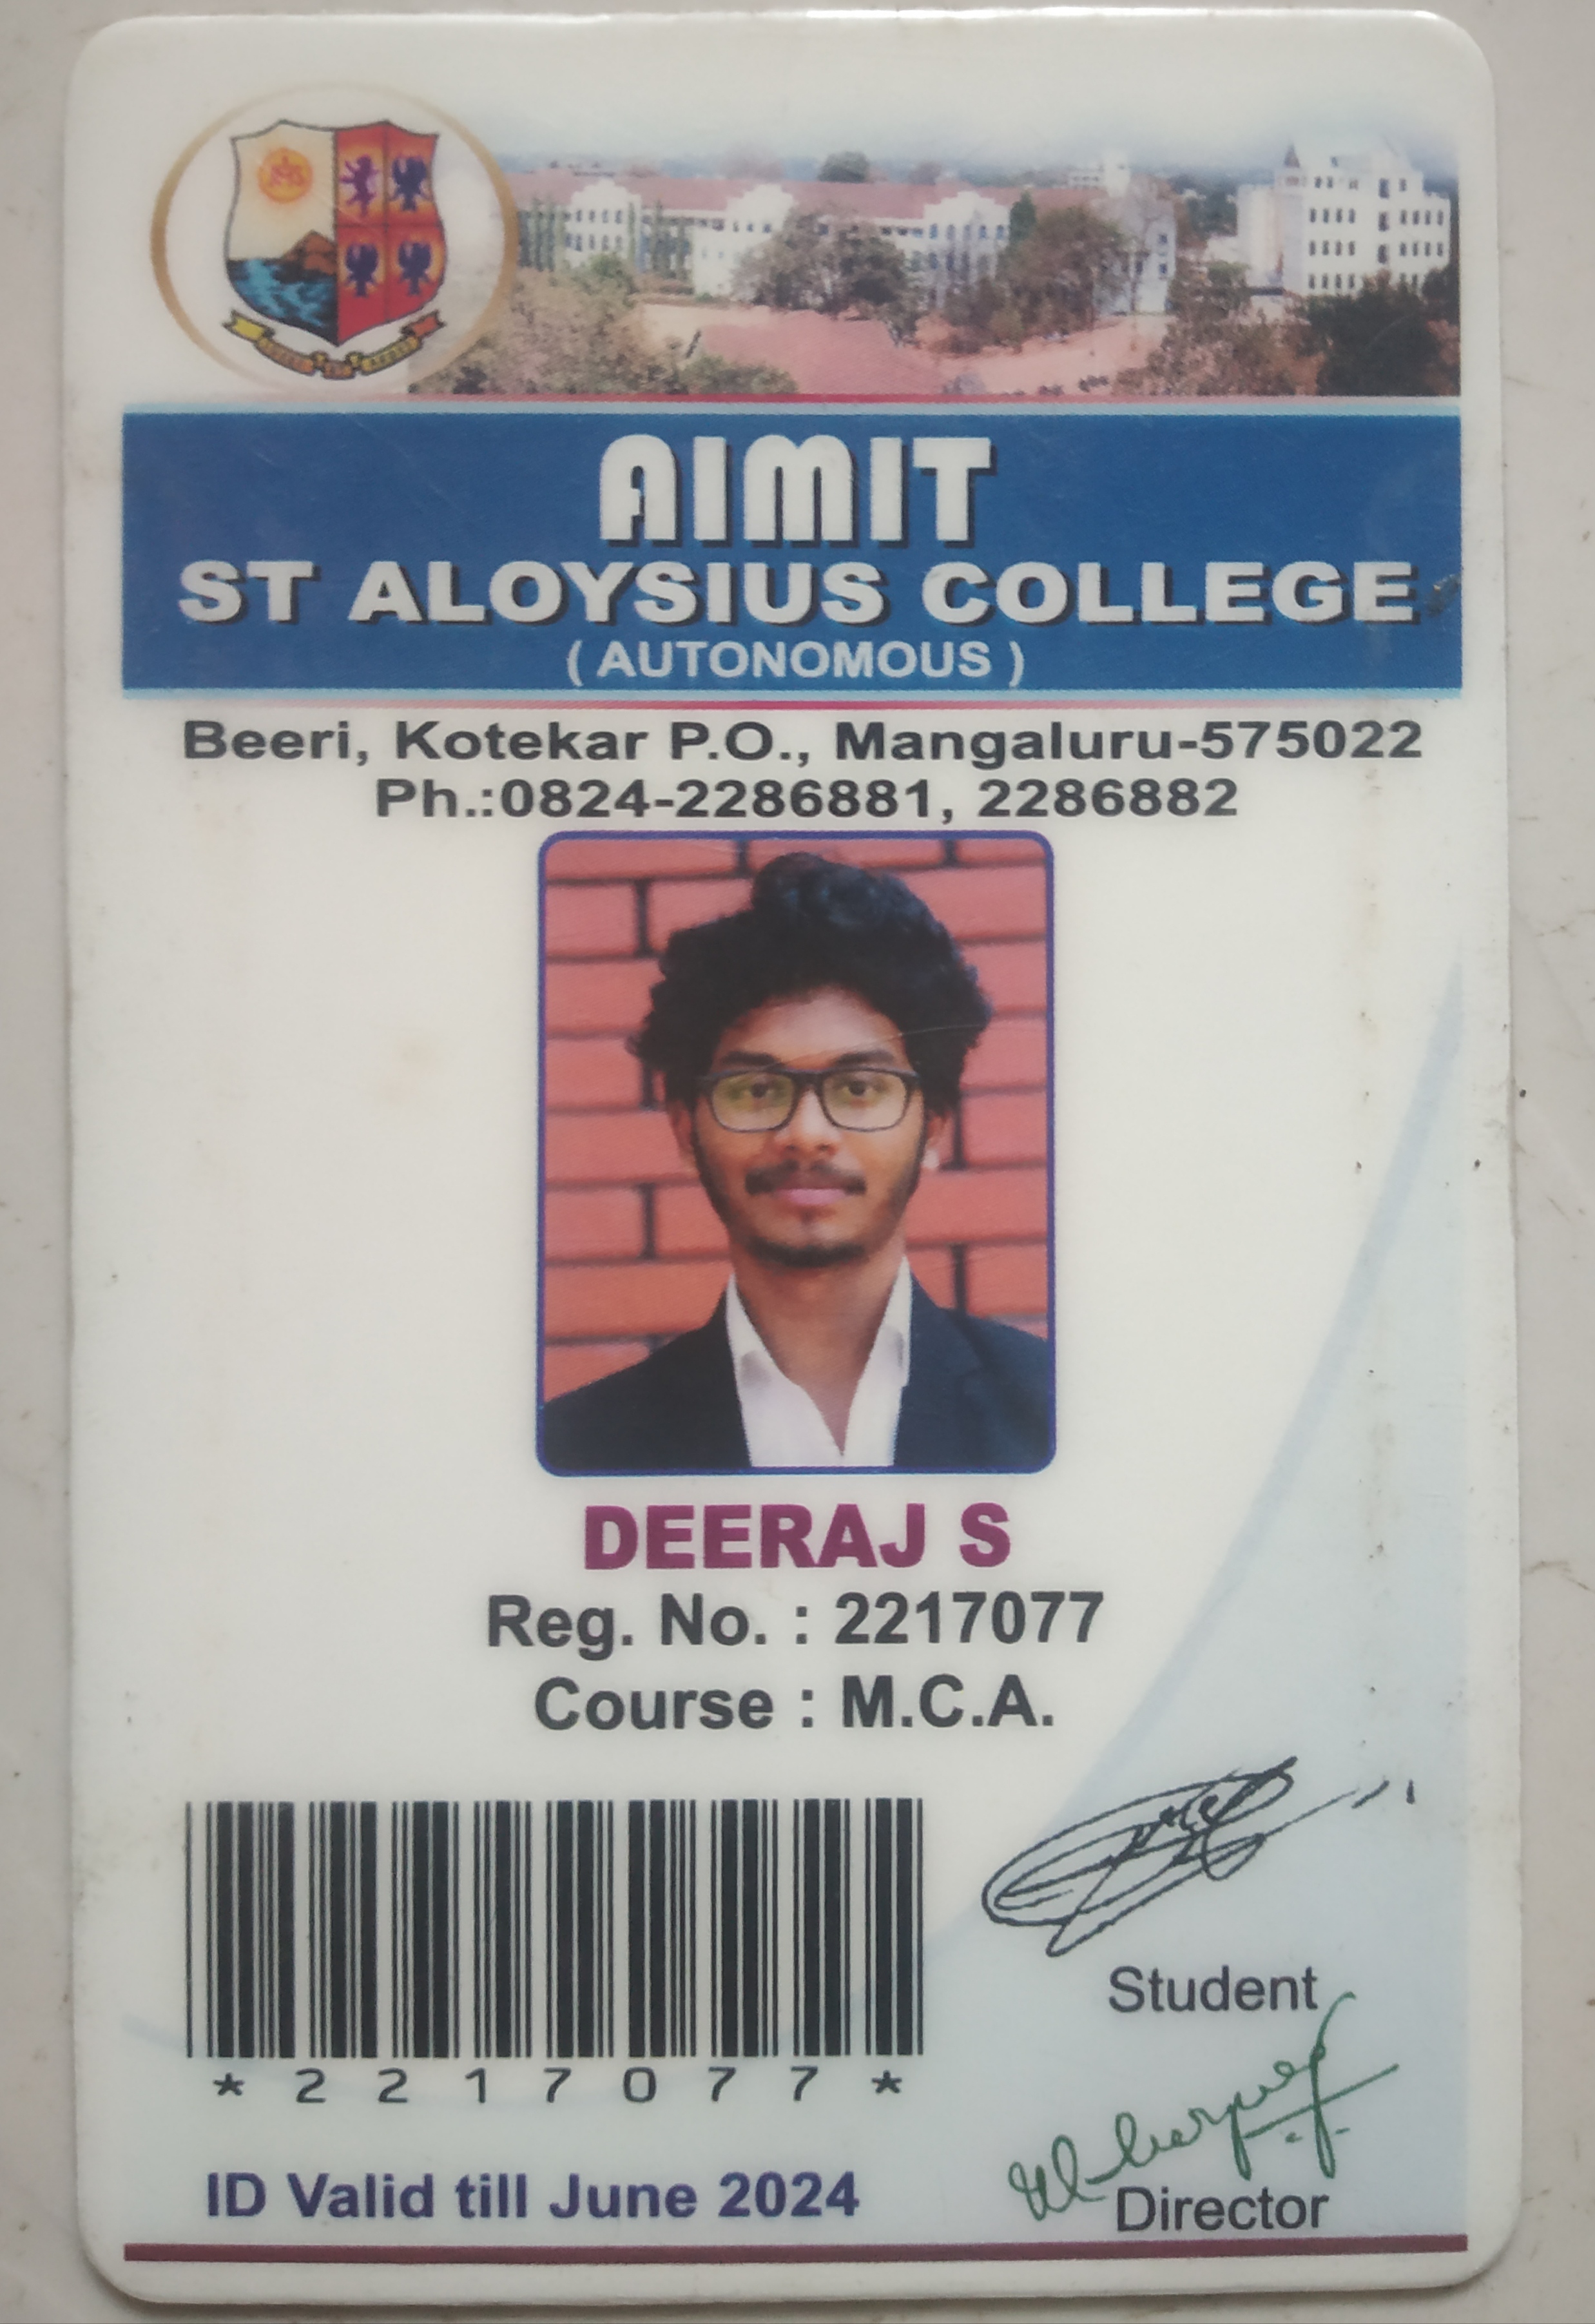 AIMIT
ST ALOYSIUS COLLEGE
( AUTONOMOUS )
Beeri, Kotekar P.O., Mangaluru-575022
Ph.:0824-2286881, 2286882
DEERAJ S
Reg. No. : 2217077
Course : M.C.A.
*2217077*
Student
ID Valid till June 2024
Director